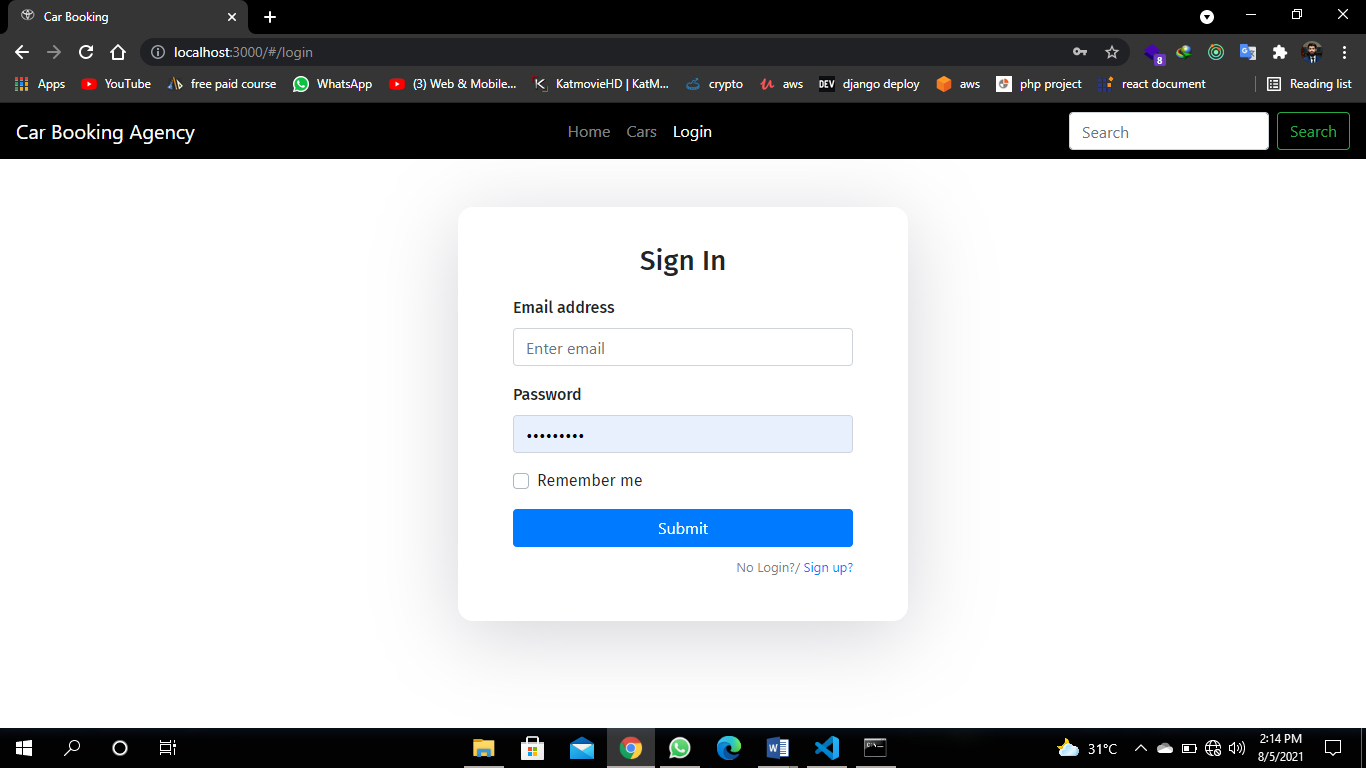 Car Booking
localhost:3000/#/login
8
Apps YouTube free paid course WhatsApp (3) Web & Mobile... KatmovieHD | KatM... crypto aws DEV django deploy aws php project react document Reading list
Car Booking Agency Home Cars Login Search Search
Sign In
Email address
Enter email
Password
Remember me
Submit
No Login?/ Sign up?
31°C
2:14 PM
8/5/2021